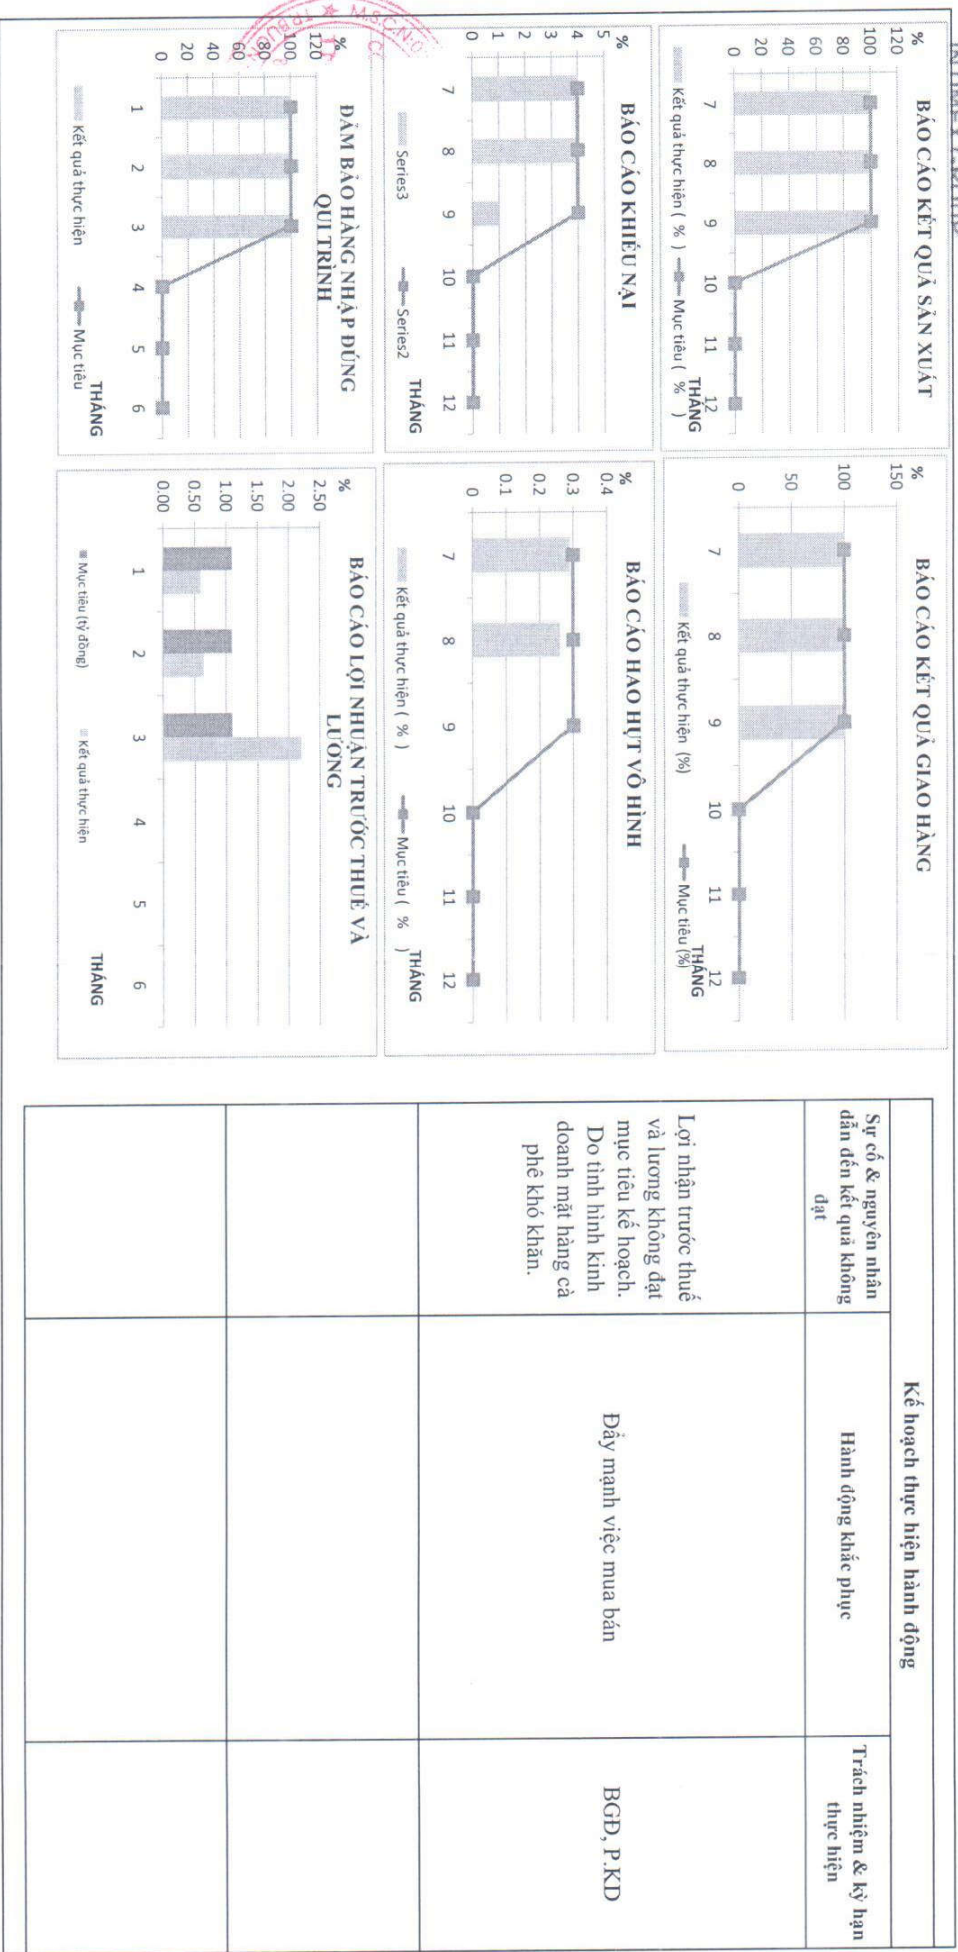 BÁO CÁO KẾT QUẢ SẢN XUẤT
%
120
100
80
60
40
20
0
7 8 9 10 11 12
THÁNG
Kết quả thực hiện ( % ) Mục tiêu ( % )
BÁO CÁO KẾT QUẢ GIAO HÀNG
%
150
100
50
0
7 8 9 10 11 12
THÁNG
Kết quả thực hiện (%) Mục tiêu (%)
BÁO CÁO KHIẾU NẠI
%
5
4
3
2
1
0
7 8 9 10 11 12
THÁNG
Series3 Series2
BÁO CÁO HAO HỤT VÔ HÌNH
%
0.4
0.3
0.2
0.1
0
7 8 9 10 11 12
THÁNG
Kết quả thực hiện ( % ) Mục tiêu ( % )
ĐẢM BẢO HÀNG NHẬP ĐÚNG
QUI TRÌNH
%
120
100
80
60
40
20
0
1 2 3 4 5 6
THÁNG
Kết quả thực hiện Mục tiêu
BÁO CÁO LỢI NHUẬN TRƯỚC THUẾ VÀ
LƯƠNG
%
2.50
2.00
1.50
1.00
0.50
0.00
1 2 3 4 5 6
THÁNG
Mục tiêu (tỷ đồng) Kết quả thực hiện
Kế hoạch thực hiện hành động
Sự cố & nguyên nhân
dẫn đến kết quả không
đạt
Hành động khắc phục
Trách nhiệm & kỳ hạn
thực hiện
Lợi nhận trước thuế
và lương không đạt
mục tiêu kế hoạch.
Do tình hình kinh
doanh mặt hàng cà
phê khó khăn.
Đẩy mạnh việc mua bán
BGĐ, P.KD
M.S.C.N:0